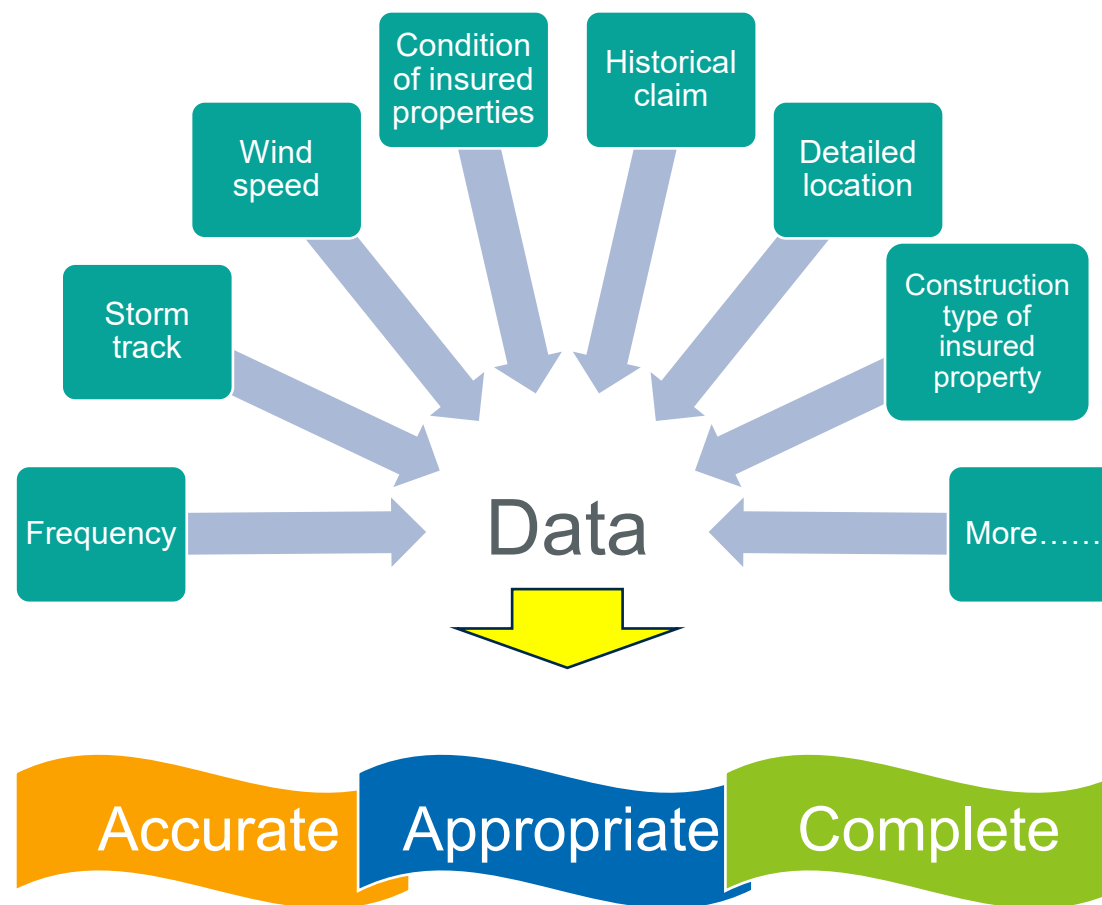 Condition
of insured
properties
Historical
claim
Wind
speed
Detailed
location
Storm
track
Construction
type of
insured
property
Frequency
Data
More……
Accurate
Appropriate
Complete